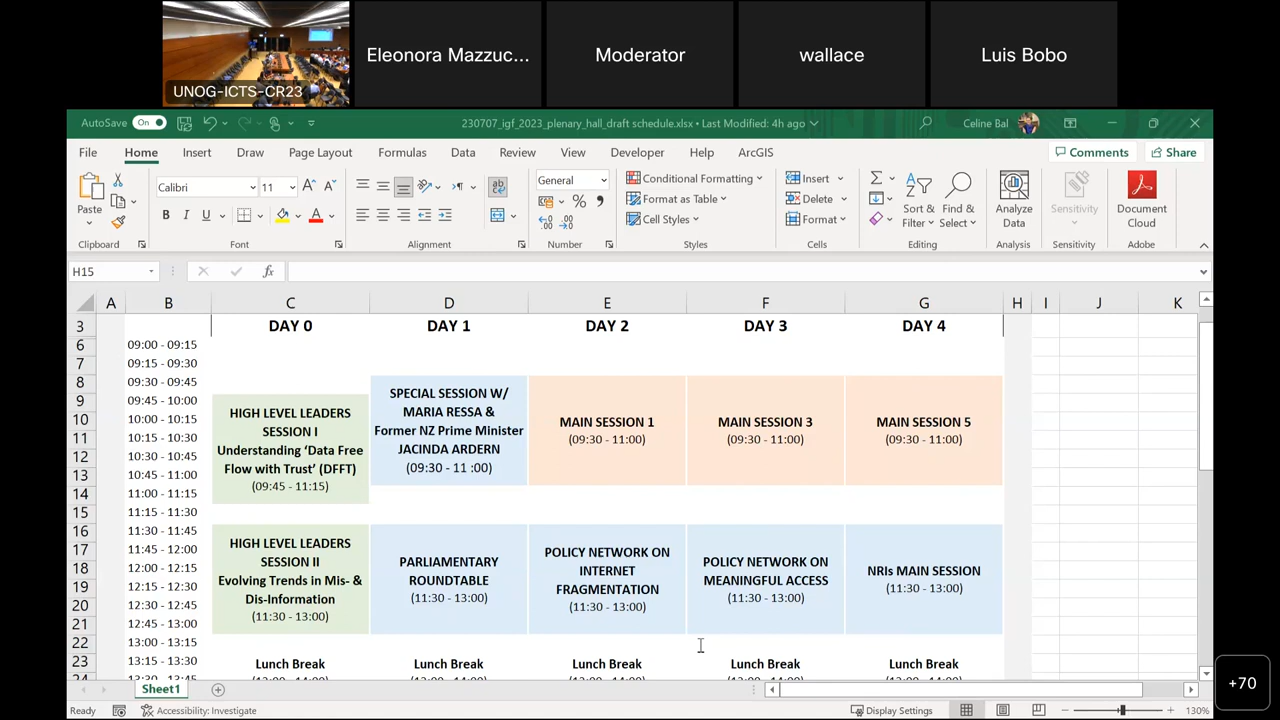 Eleonora Mazzuc...
Moderator
wallace
Luis Bobo
UNOG-ICTS-CR23
AutoSave On
230707_igf_2023_plenary_hall_draft schedule.xlsx • Last Modified: 4h ago
Celine Bal
File Home Insert Draw Page Layout Formulas Data Review View Developer Help ArcGIS
Comments
Share
Paste
Clipboard
Calibri 11
B I U
Font
Alignment
General
Number
Conditional Formatting
Format as Table
Cell Styles
Styles
Insert
Delete
Format
Cells
Sort & Filter
Find & Select
Editing
Analyze Data
Analysis
Sensitivity
Sensitivity
Document Cloud
Adobe
H15
fx
A B C D E F G H I J K
3 DAY 0 DAY 1 DAY 2 DAY 3 DAY 4
6 09:00 - 09:15
7 09:15 - 09:30
8 09:30 - 09:45
9 09:45 - 10:00
10 10:00 - 10:15
11 10:15 - 10:30
12 10:30 - 10:45
13 10:45 - 11:00
14 11:00 - 11:15
15 11:15 - 11:30
16 11:30 - 11:45
17 11:45 - 12:00
18 12:00 - 12:15
19 12:15 - 12:30
20 12:30 - 12:45
21 12:45 - 13:00
22 13:00 - 13:15
23 13:15 - 13:30
24 13:30 - 13:45
HIGH LEVEL LEADERS
SESSION I
Understanding ‘Data Free
Flow with Trust’ (DFFT)
(09:45 - 11:15)
SPECIAL SESSION W/
MARIA RESSA &
Former NZ Prime Minister
JACINDA ARDERN
(09:30 - 11 :00)
MAIN SESSION 1
(09:30 - 11:00)
MAIN SESSION 3
(09:30 - 11:00)
MAIN SESSION 5
(09:30 - 11:00)
HIGH LEVEL LEADERS
SESSION II
Evolving Trends in Mis- &
Dis-Information
(11:30 - 13:00)
PARLIAMENTARY
ROUNDTABLE
(11:30 - 13:00)
POLICY NETWORK ON
INTERNET
FRAGMENTATION
(11:30 - 13:00)
POLICY NETWORK ON
MEANINGFUL ACCESS
(11:30 - 13:00)
NRIs MAIN SESSION
(11:30 - 13:00)
Lunch Break Lunch Break Lunch Break Lunch Break Lunch Break
Sheet1
+70
Ready
Accessibility: Investigate
Display Settings
130%